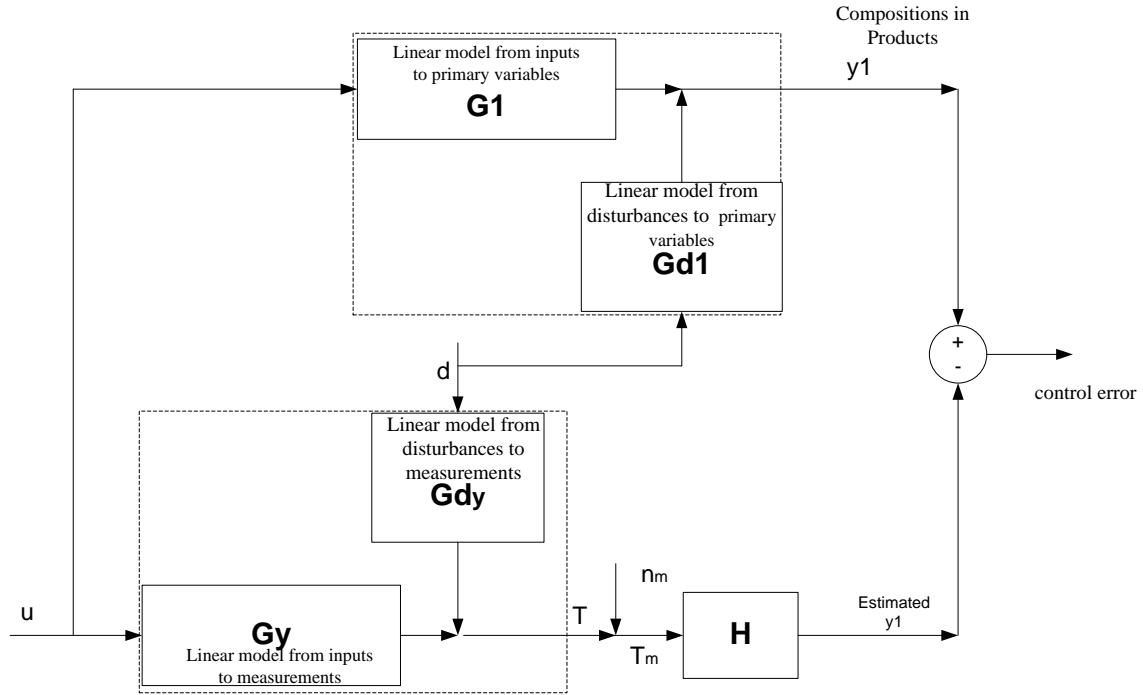 Compositions in
Products
y1
Linear model from inputs
to primary variables
G1
Linear model from
disturbances to primary
variables
Gd1
+
-
control error
d
Linear model from
disturbances to
measurements
Gdy
u
Gy
Linear model from inputs
to measurements
T
nm
Tm
H
Estimated
y1